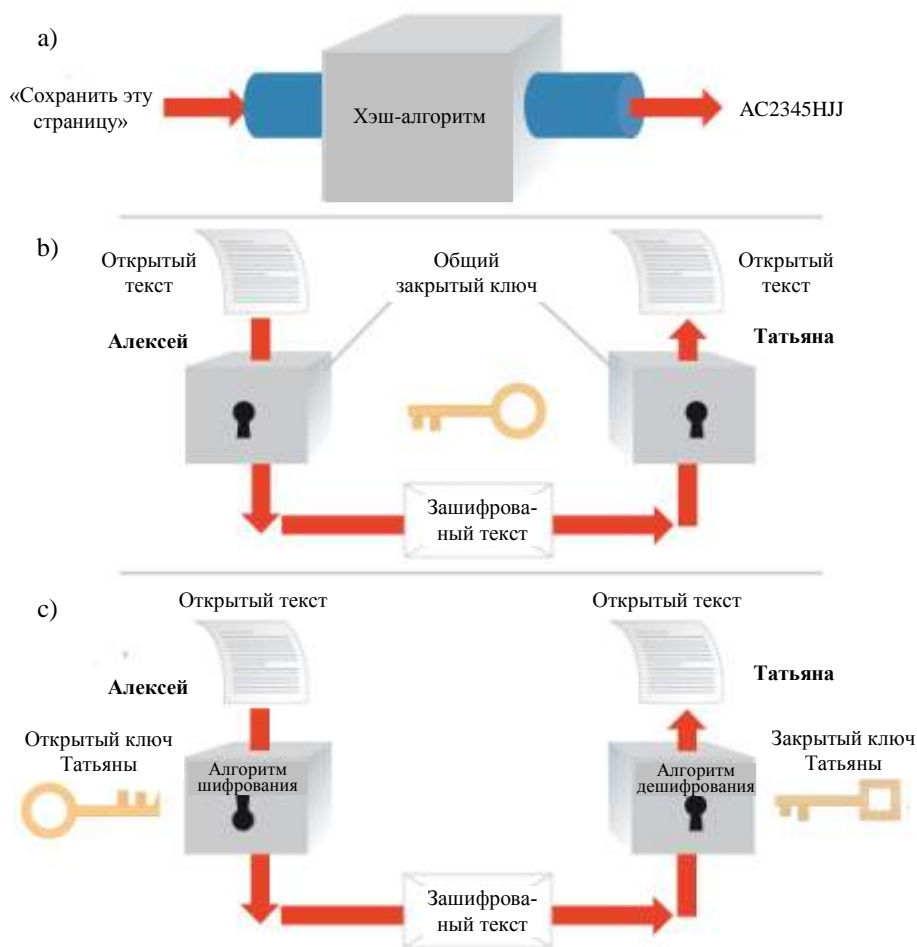 a)
«Сохранить эту
страницу»
Хэш-алгоритм
AC2345HJJ
b)
Открытый
текст
Общий
закрытый ключ
Открытый
текст
Алексей
Татьяна
Зашифрова-
ный текст
c)
Открытый текст
Открытый текст
Алексей
Татьяна
Открытый ключ
Татьяны
Алгоритм
шифрования
Алгоритм
дешифрования
Закрытый ключ
Татьяны
Зашифрова-
ный текст